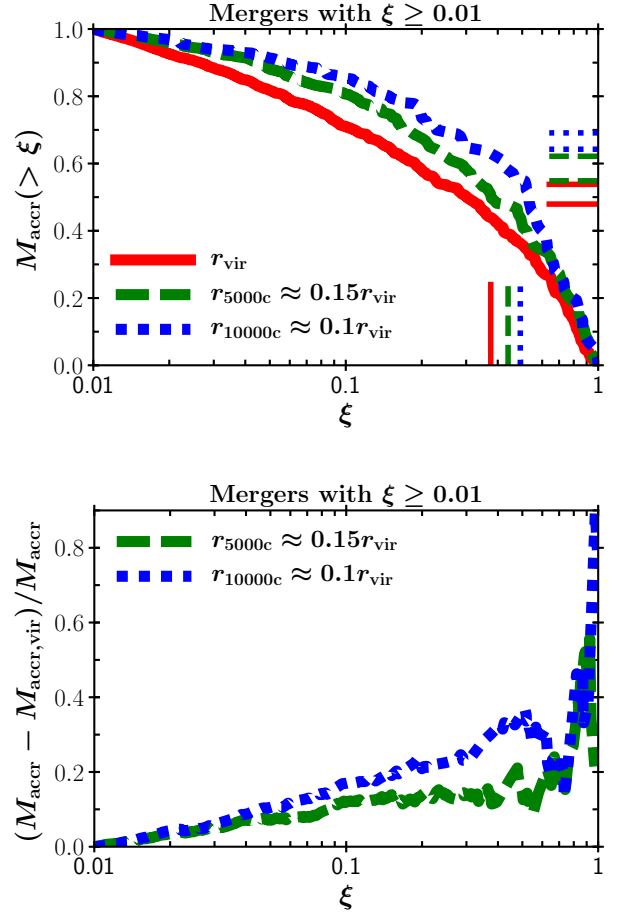 Mergers with ξ ≥ 0.01
1.0
0.8
0.6
0.4
0.2
0.0
M_accr(> ξ)
r_vir
r_5000c ≈ 0.15r_vir
r_10000c ≈ 0.1r_vir
0.01 0.1 1
ξ
Mergers with ξ ≥ 0.01
0.8
0.6
0.4
0.2
0.0
(M_accr − M_accr,vir)/M_accr
r_5000c ≈ 0.15r_vir
r_10000c ≈ 0.1r_vir
0.01 0.1 1
ξ